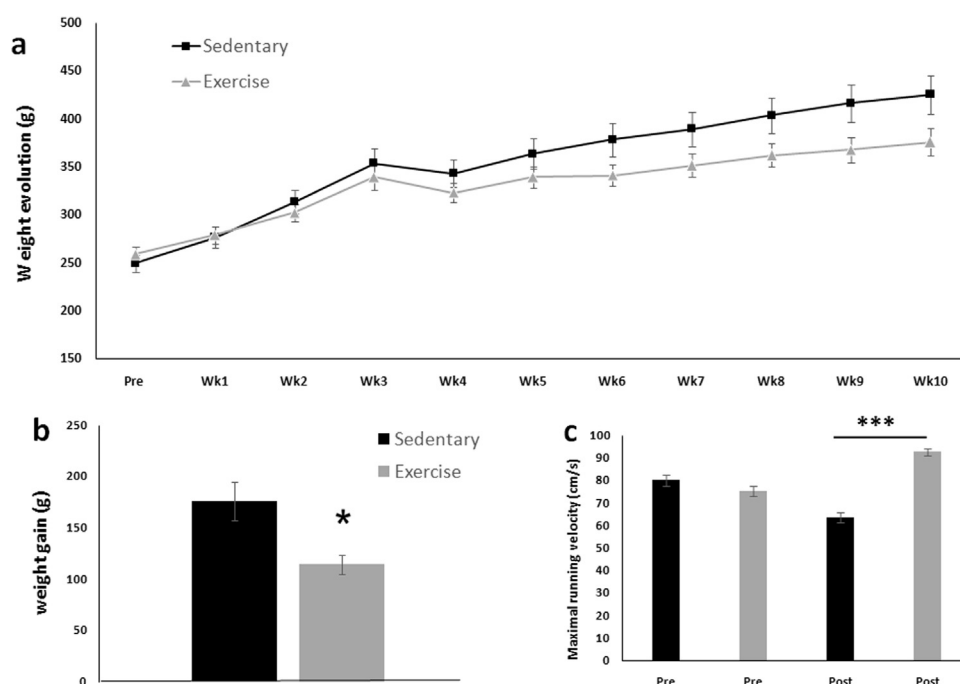 a
Weight evolution (g)
500
450
400
350
300
250
200
150
Sedentary
Exercise
Pre Wk1 Wk2 Wk3 Wk4 Wk5 Wk6 Wk7 Wk8 Wk9 Wk10
b
weight gain (g)
250
200
150
100
50
0
Sedentary
Exercise
*
c
Maximal running velocity (cm/s)
100
90
80
70
60
50
40
30
20
10
0
***
Pre Pre Post Post